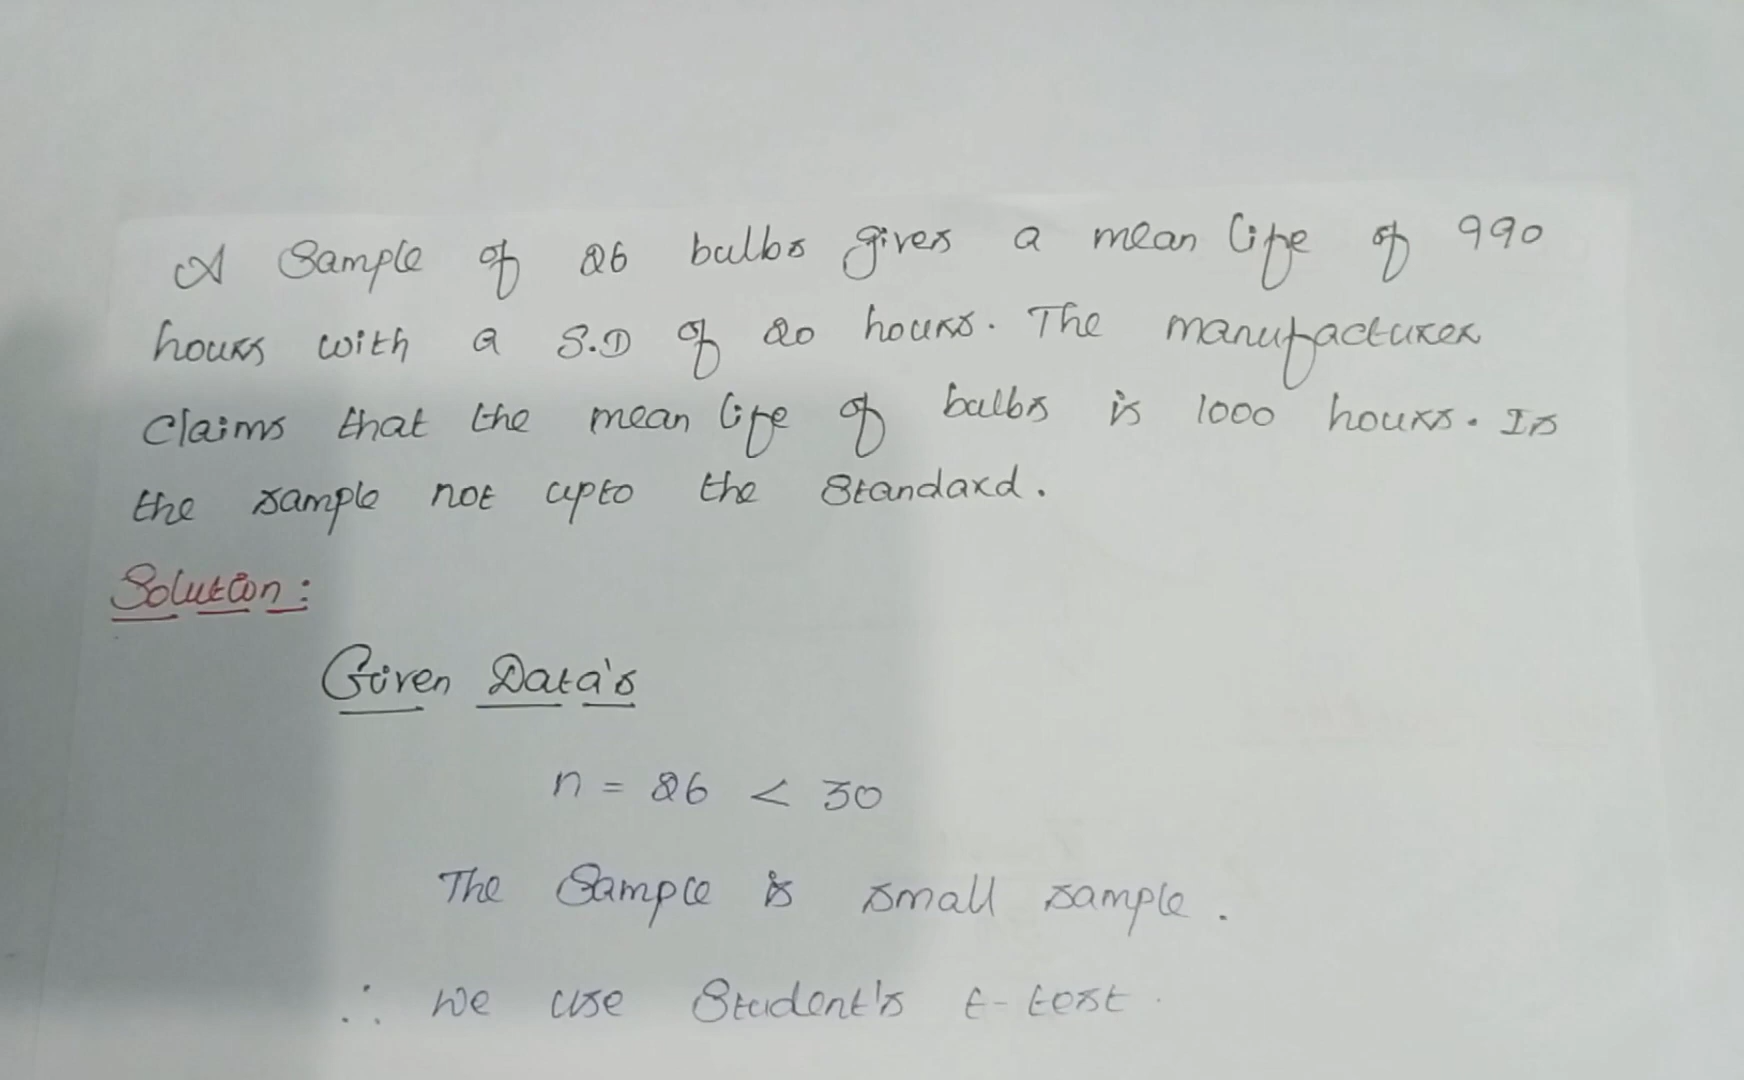 A Sample of 26 bulbs gives a mean life of 990
hours with a S.D of 20 hours. The manufacturer
claims that the mean life of bulbs is 1000 hours. Is
the sample not upto the Standard.
Solution:
Given Data's
n = 26 < 30
The Sample is small sample.
∴ we use Student's t-test.